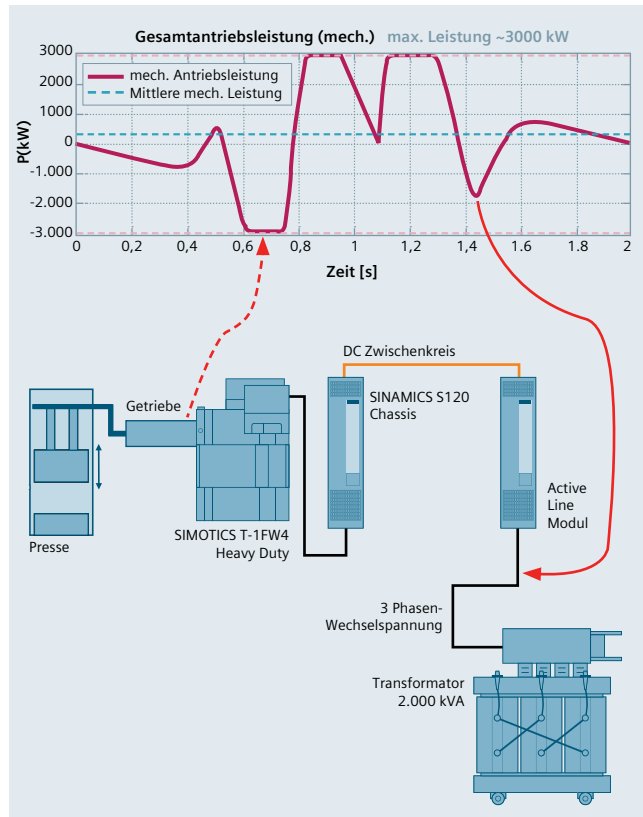 Gesamtantriebsleistung (mech.) max. Leistung ~3000 kW
mech. Antriebsleistung
Mittlere mech. Leistung
P(kW)
3000
2000
1000
0
-1.000
-2.000
-3.000
0 0,2 0,4 0,6 0,8 1 1,2 1,4 1.6 1.8 2
Zeit [s]
DC Zwischenkreis
Getriebe
SINAMICS S120
Chassis
Presse
SIMOTICS T-1FW4
Heavy Duty
Active
Line
Modul
3 Phasen-
Wechselspannung
Transformator
2.000 kVA